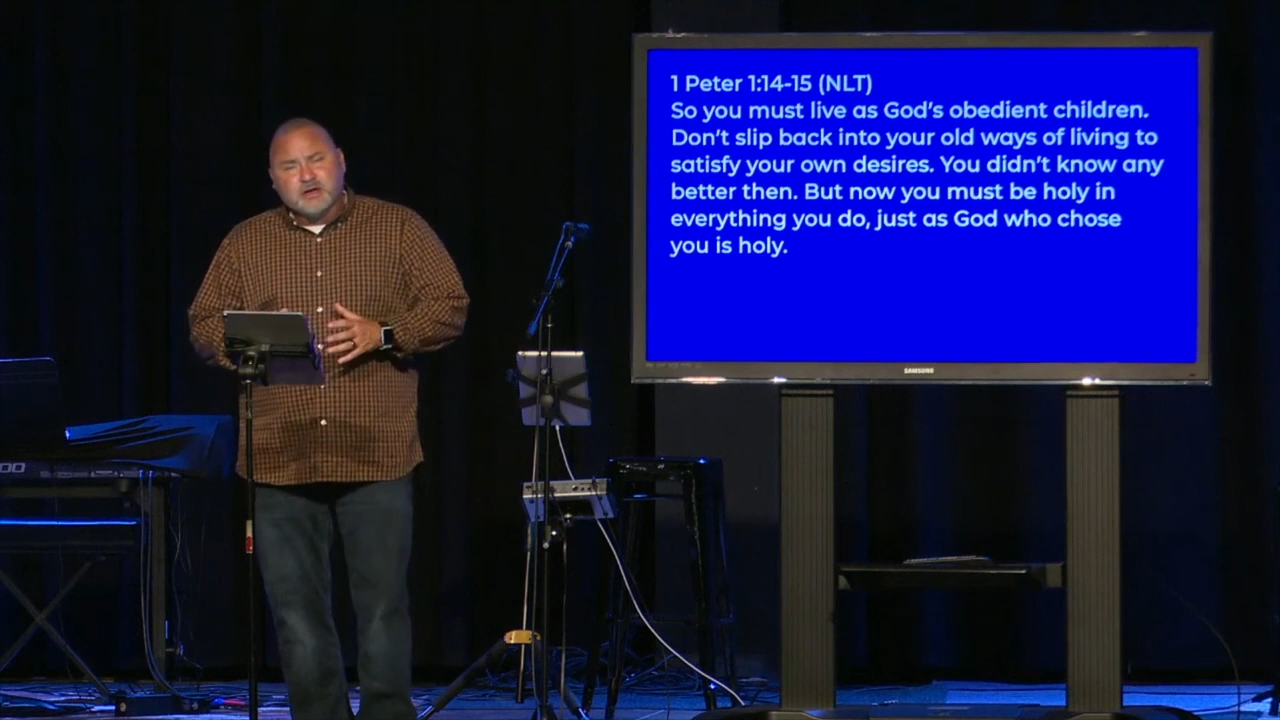 1 Peter 1:14-15 (NLT)
So you must live as God's obedient children.
Don't slip back into your old ways of living to
satisfy your own desires. You didn't know any
better then. But now you must be holy in
everything you do, just as God who chose
you is holy.
SAMSUNG
00